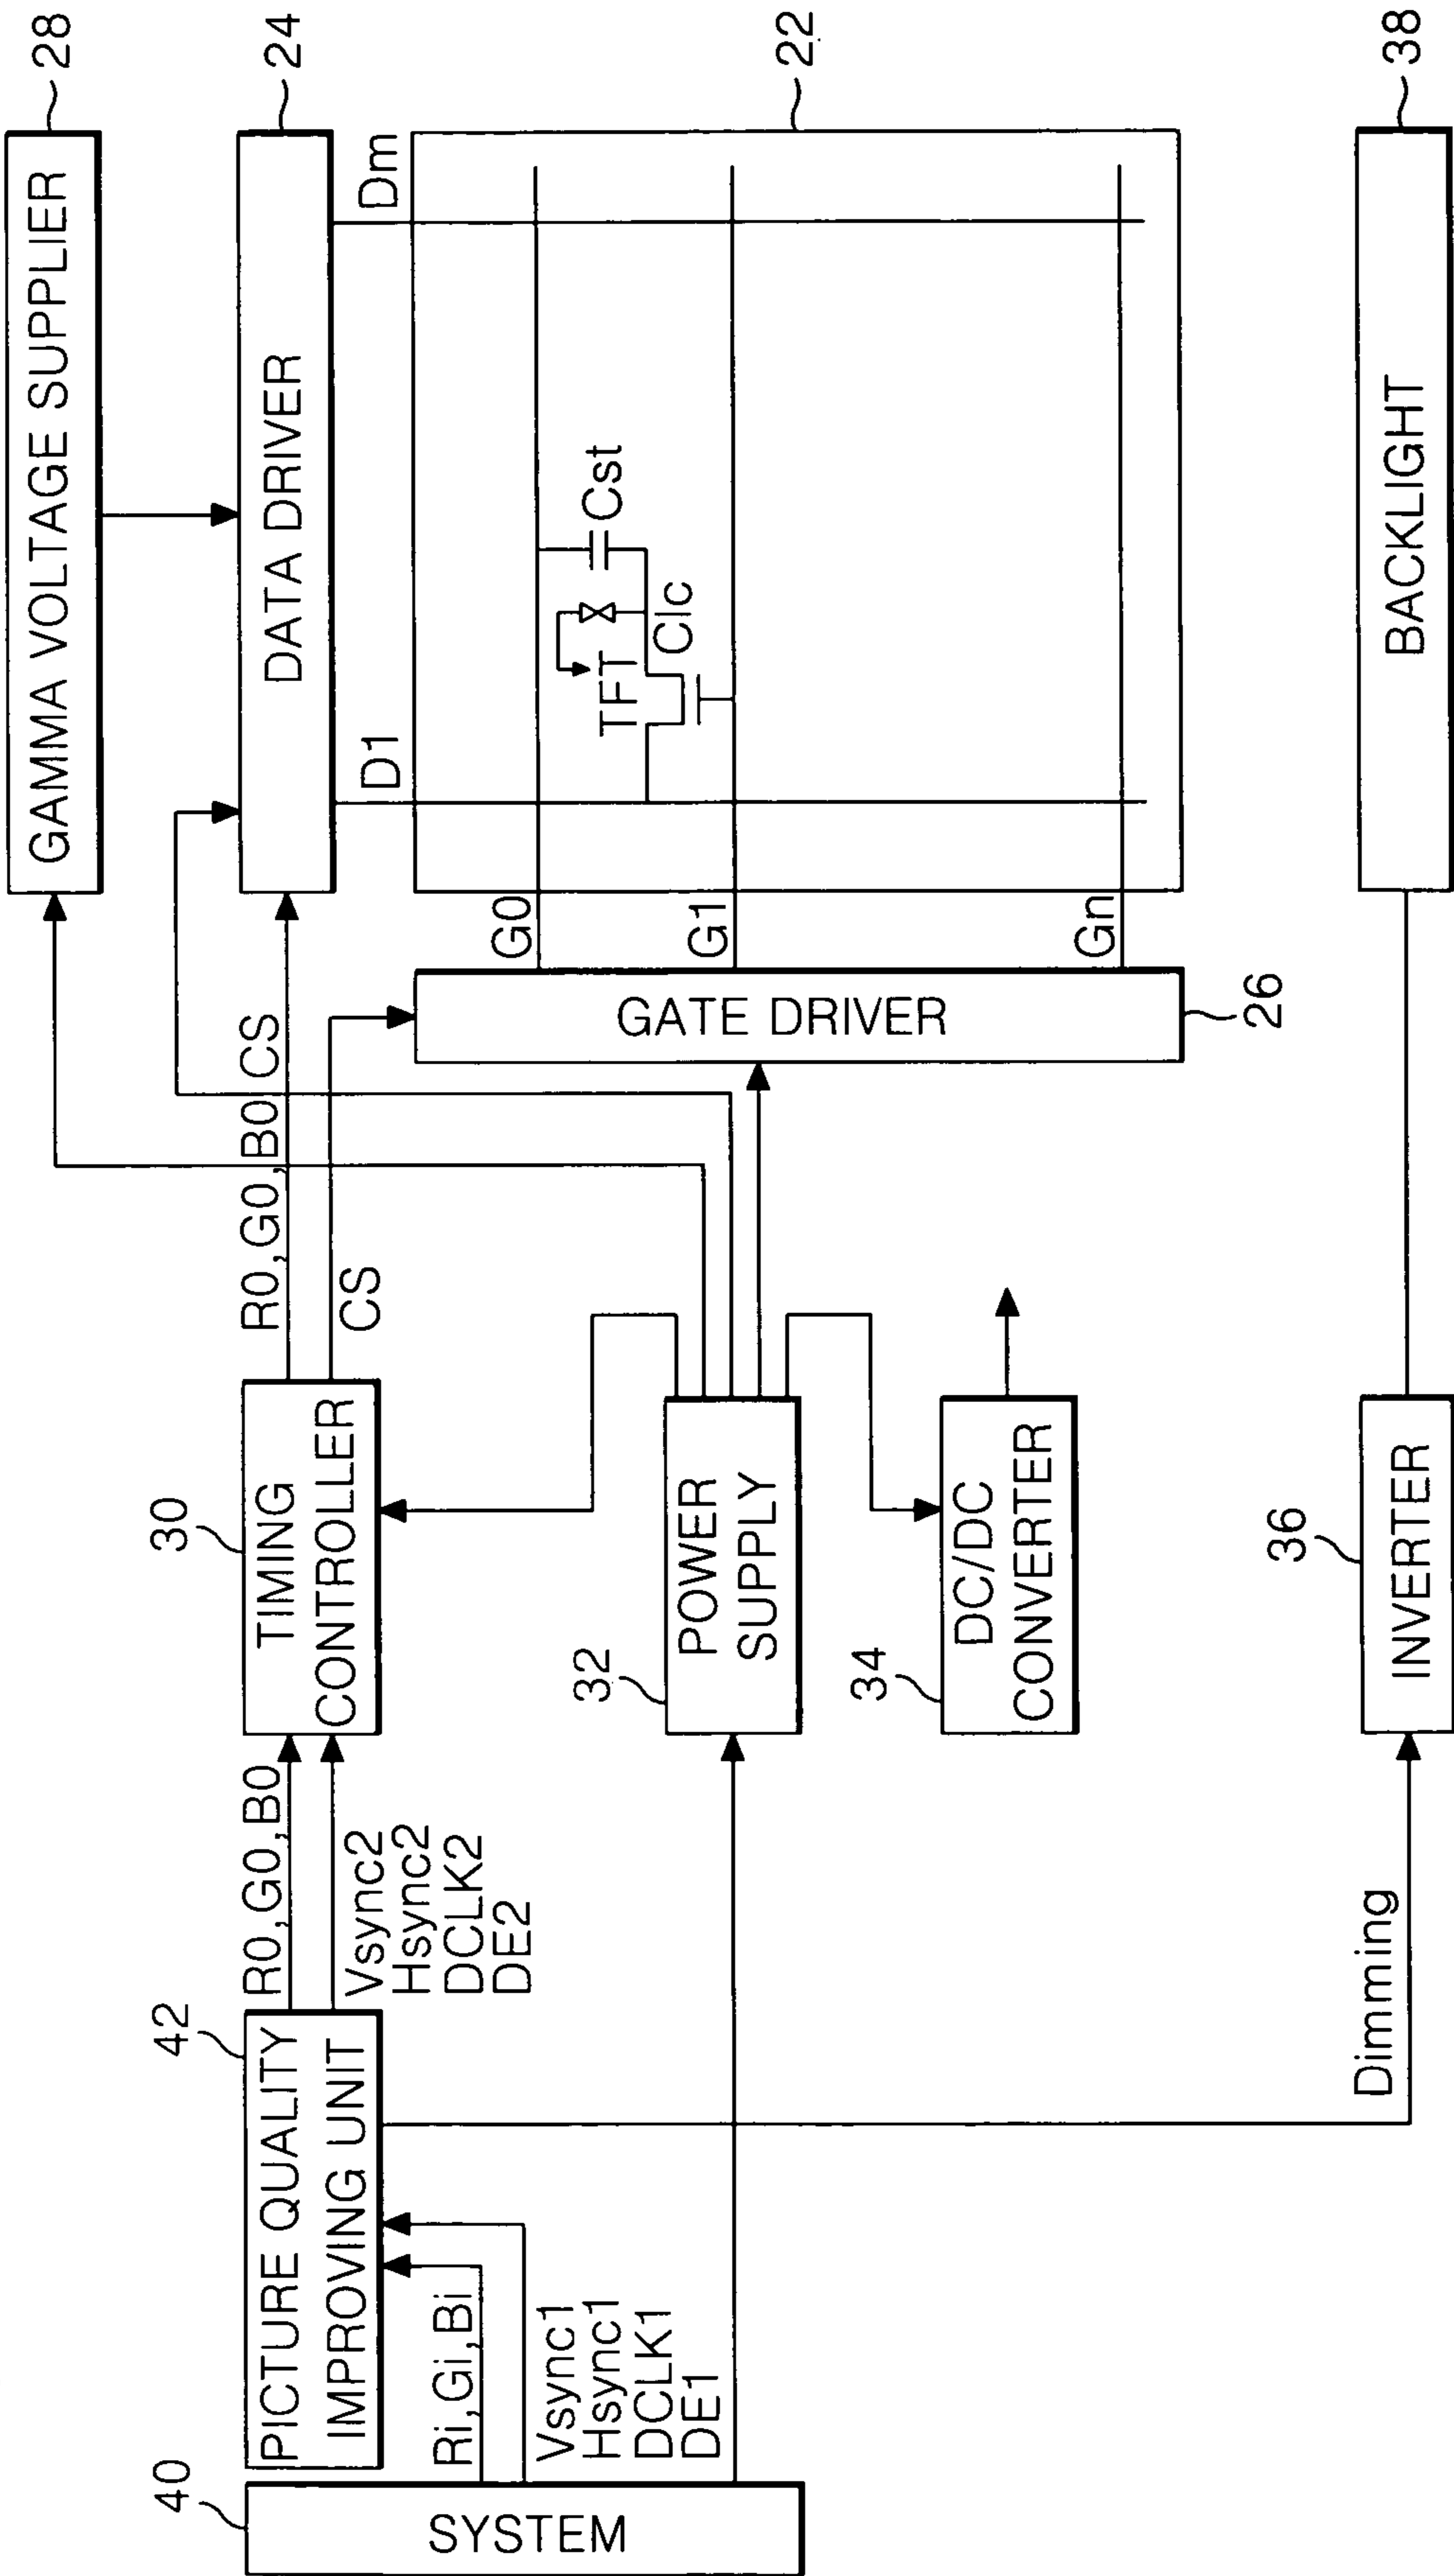 28
GAMMA VOLTAGE SUPPLIER
24
DATA DRIVER
D1
Dm
22
G0
G1
Gn
TFT
Clc
Cst
GATE DRIVER
26
R0,G0,B0 CS
CS
30
TIMING
CONTROLLER
R0,G0,B0
Vsync2
Hsync2
DCLK2
DE2
42
PICTURE QUALITY
IMPROVING UNIT
Ri,Gi,Bi
Vsync1
Hsync1
DCLK1
DE1
40
SYSTEM
32
POWER
SUPPLY
34
DC/DC
CONVERTER
Dimming
36
INVERTER
BACKLIGHT
38